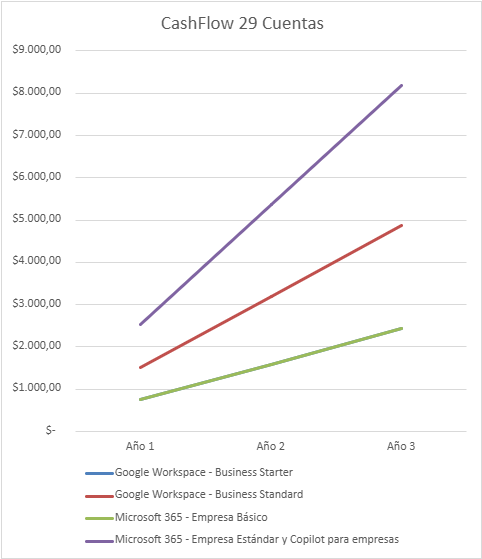 CashFlow 29 Cuentas
$9.000,00
$8.000,00
$7.000,00
$6.000,00
$5.000,00
$4.000,00
$3.000,00
$2.000,00
$1.000,00
$-
Año 1 Año 2 Año 3
Google Workspace - Business Starter
Google Workspace - Business Standard
Microsoft 365 - Empresa Básico
Microsoft 365 - Empresa Estándar y Copilot para empresas